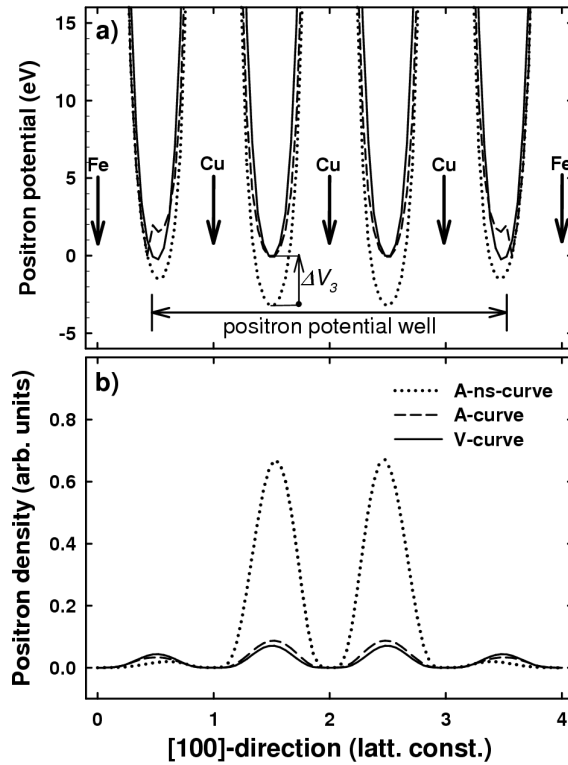 a)
Positron potential (eV)
15
10
5
0
-5
Fe
Cu
Cu
Cu
Fe
ΔV3
positron potential well
b)
Positron density (arb. units)
0.8
0.6
0.4
0.2
0.0
A-ns-curve
A-curve
V-curve
0 1 2 3 4
[100]-direction (latt. const.)